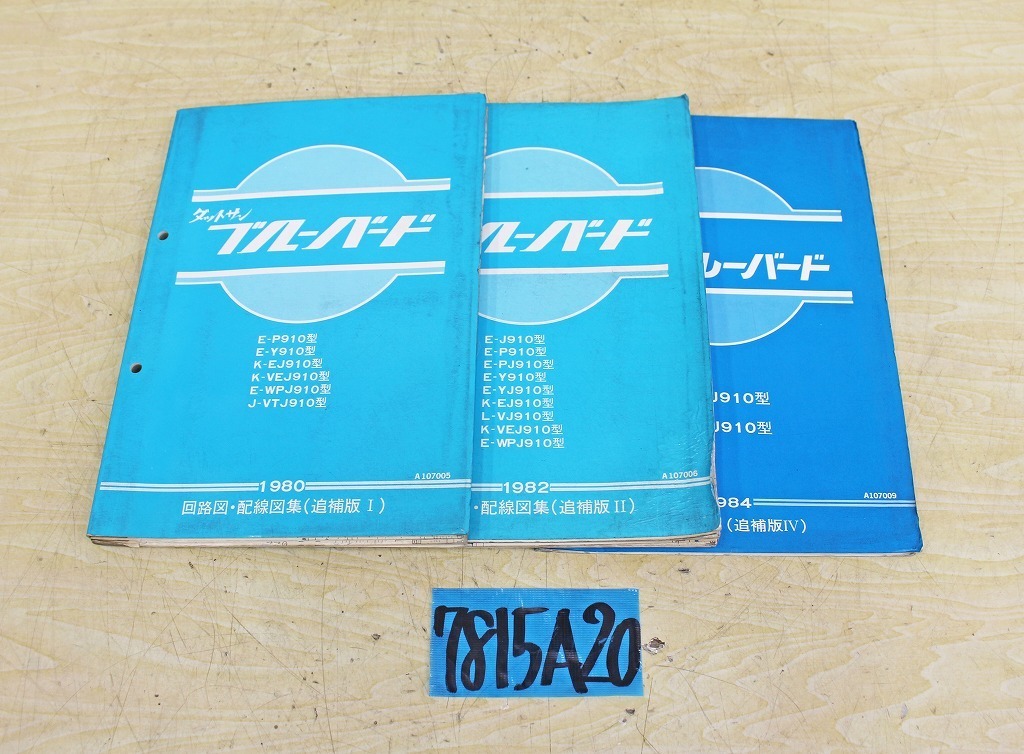 ダットサン
ブルーバード
E-P910型
E-Y910型
K-EJ910型
K-VEJ910型
E-WPJ910型
J-VTJ910型
A107005
1980
回路図・配線図集(追補版 I)
ルーバード
E-J910型
E-P910型
E-PJ910型
E-Y910型
E-YJ910型
K-EJ910型
L-VJ910型
K-VEJ910型
E-WPJ910型
A107006
1982
・配線図集(追補版 II)
ルーバード
J910型
J910型
A107009
984
(追補版IV)
7815A20